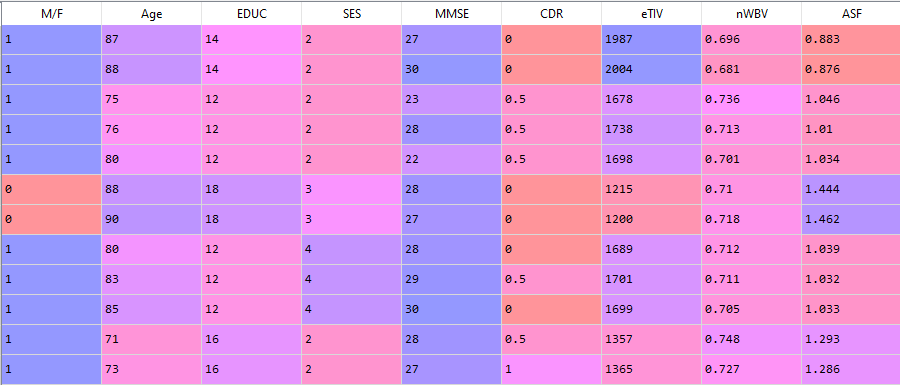 M/F Age EDUC SES MMSE CDR eTIV nWBV ASF
1 87 14 2 27 0 1987 0.696 0.883
1 88 14 2 30 0 2004 0.681 0.876
1 75 12 2 23 0.5 1678 0.736 1.046
1 76 12 2 28 0.5 1738 0.713 1.01
1 80 12 2 22 0.5 1698 0.701 1.034
0 88 18 3 28 0 1215 0.71 1.444
0 90 18 3 27 0 1200 0.718 1.462
1 80 12 4 28 0 1689 0.712 1.039
1 83 12 4 29 0.5 1701 0.711 1.032
1 85 12 4 30 0 1699 0.705 1.033
1 71 16 2 28 0.5 1357 0.748 1.293
1 73 16 2 27 1 1365 0.727 1.286